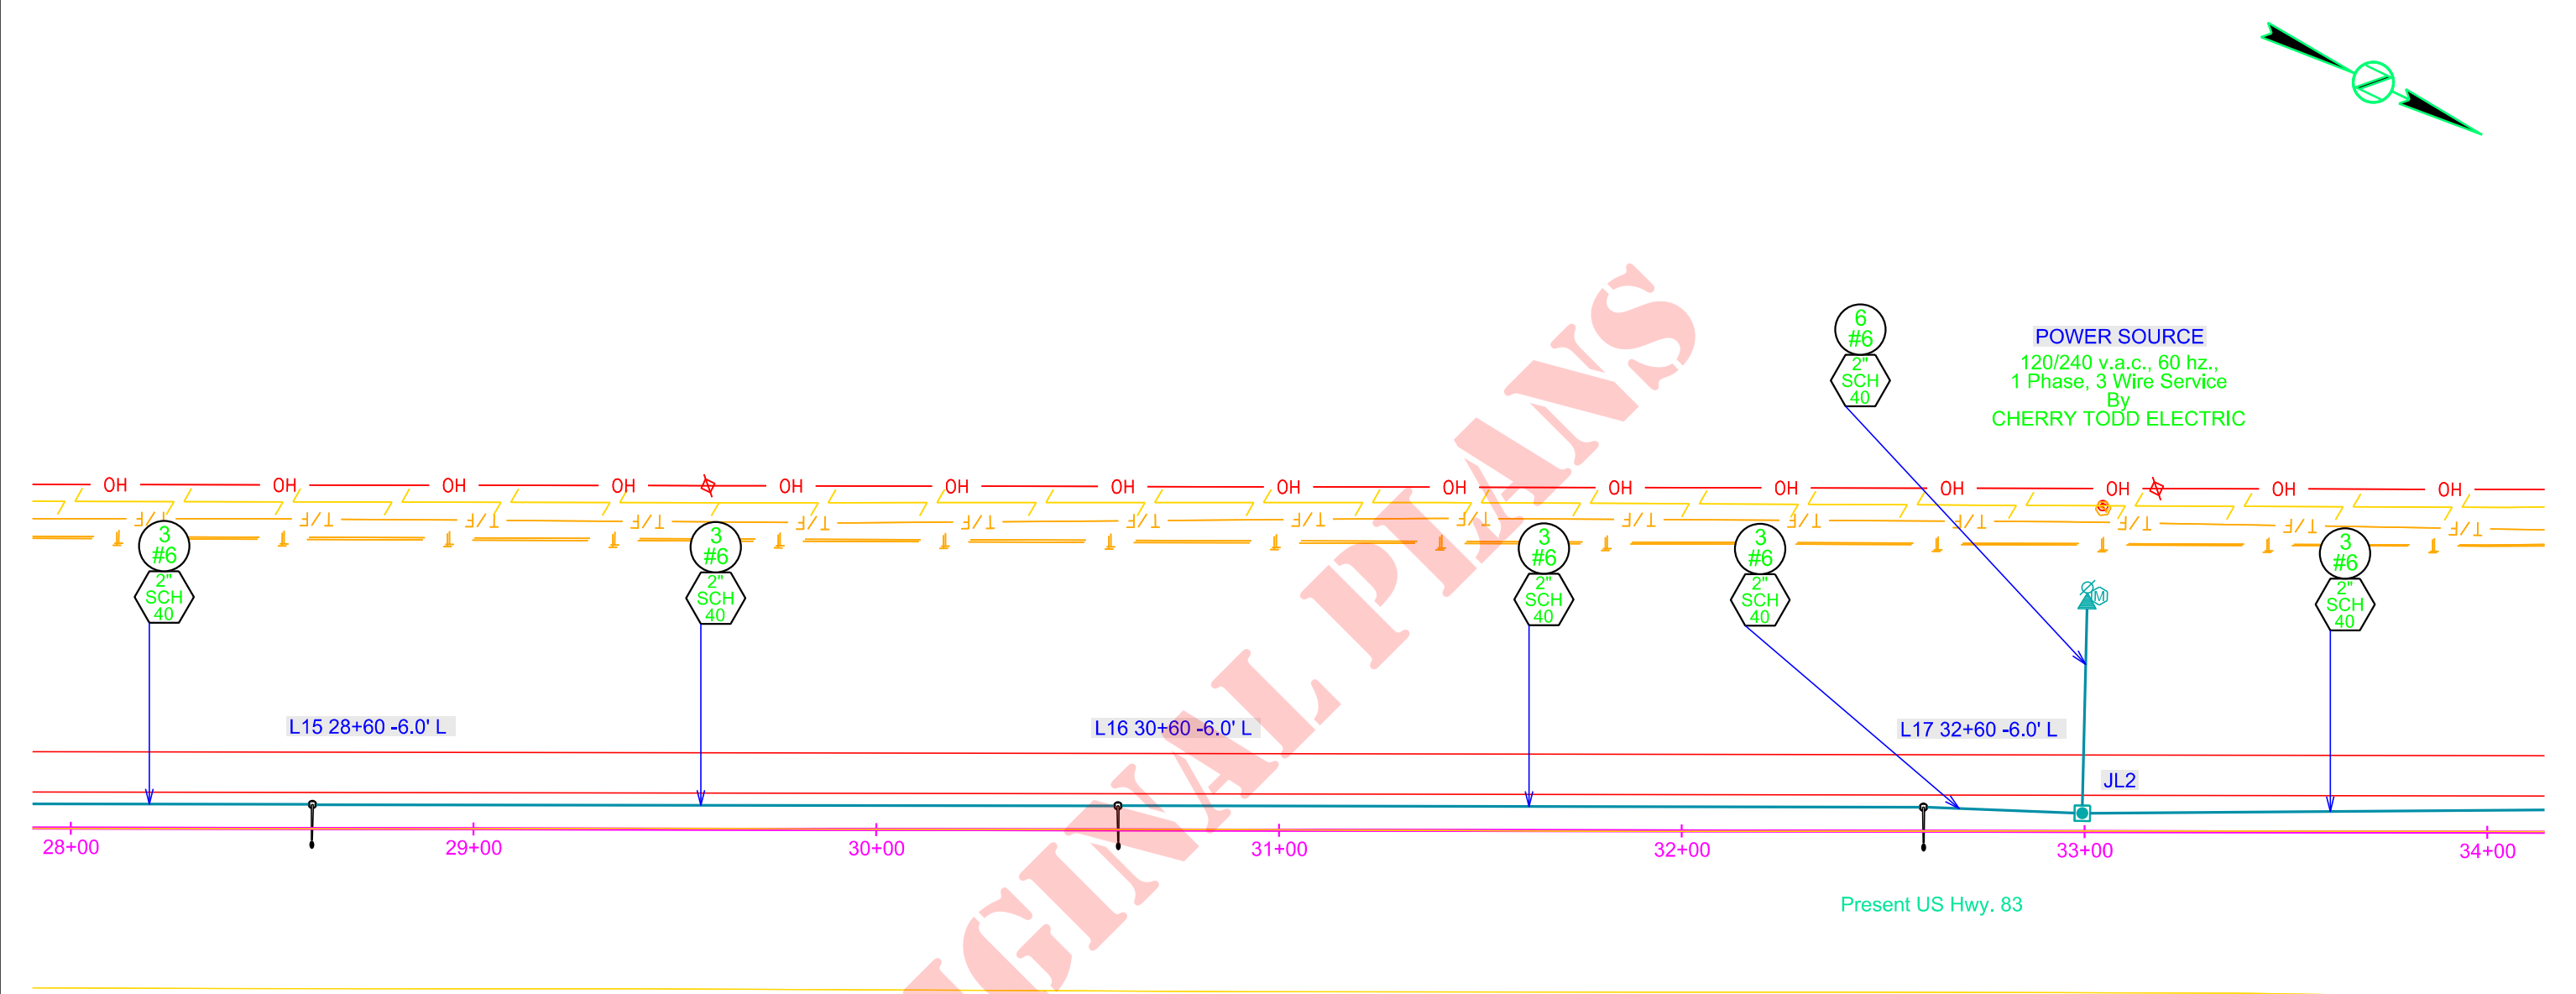 6
#6
2"
SCH
40
POWER SOURCE
120/240 v.a.c., 60 hz.,
1 Phase, 3 Wire Service
By
CHERRY TODD ELECTRIC
OH OH OH OH OH OH OH OH OH OH OH OH OH OH OH
T/F T/F T/F T/F T/F T/F T/F T/F T/F T/F T/F T/F T/F T/F T/F
T T T T T T T T T T T T T T T
3
#6
2"
SCH
40
3
#6
2"
SCH
40
3
#6
2"
SCH
40
3
#6
2"
SCH
40
3
#6
2"
SCH
40
M
L15 28+60 -6.0' L
L16 30+60 -6.0' L
L17 32+60 -6.0' L
JL2
28+00 29+00 30+00 31+00 32+00 33+00 34+00
Present US Hwy. 83
GINAL PLANS